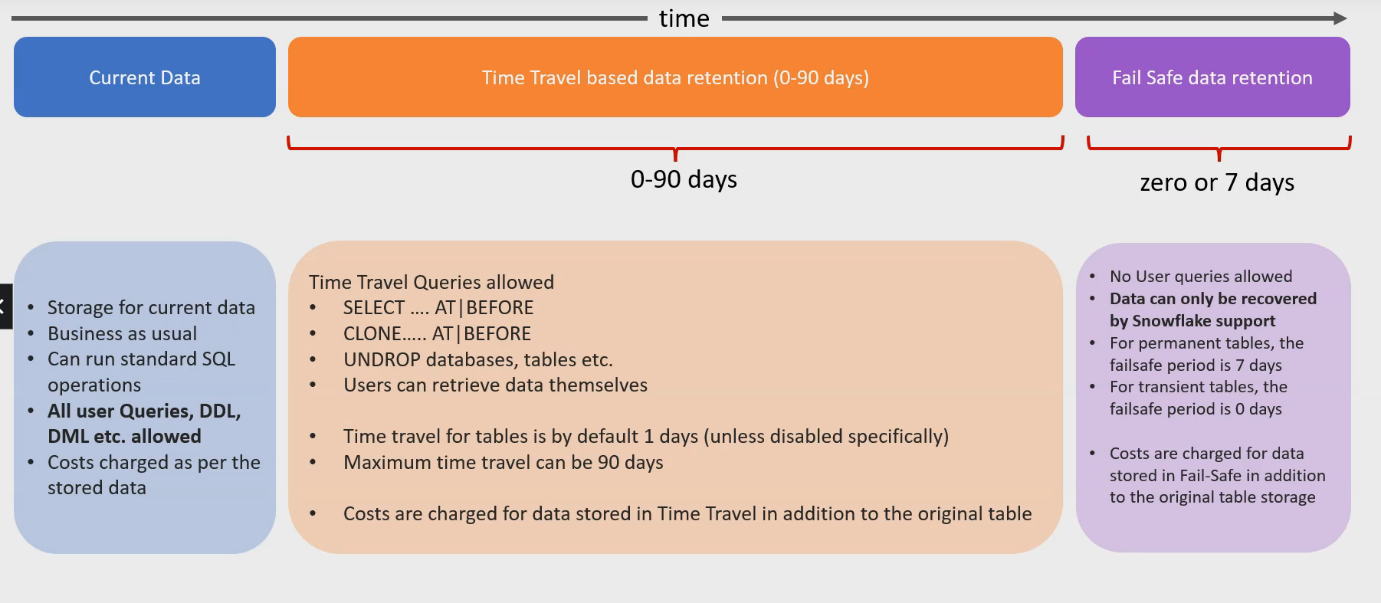 time
Current Data
Time Travel based data retention (0-90 days)
Fail Safe data retention
0-90 days
zero or 7 days
• Storage for current data
• Business as usual
• Can run standard SQL
operations
• All user Queries, DDL,
DML etc. allowed
• Costs charged as per the
stored data
Time Travel Queries allowed
• SELECT .... AT|BEFORE
• CLONE..... AT|BEFORE
• UNDROP databases, tables etc.
• Users can retrieve data themselves
• Time travel for tables is by default 1 days (unless disabled specifically)
• Maximum time travel can be 90 days
• Costs are charged for data stored in Time Travel in addition to the original table
• No User queries allowed
• Data can only be recovered
by Snowflake support
• For permanent tables, the
failsafe period is 7 days
• For transient tables, the
failsafe period is 0 days
• Costs are charged for data
stored in Fail-Safe in addition
to the original table storage